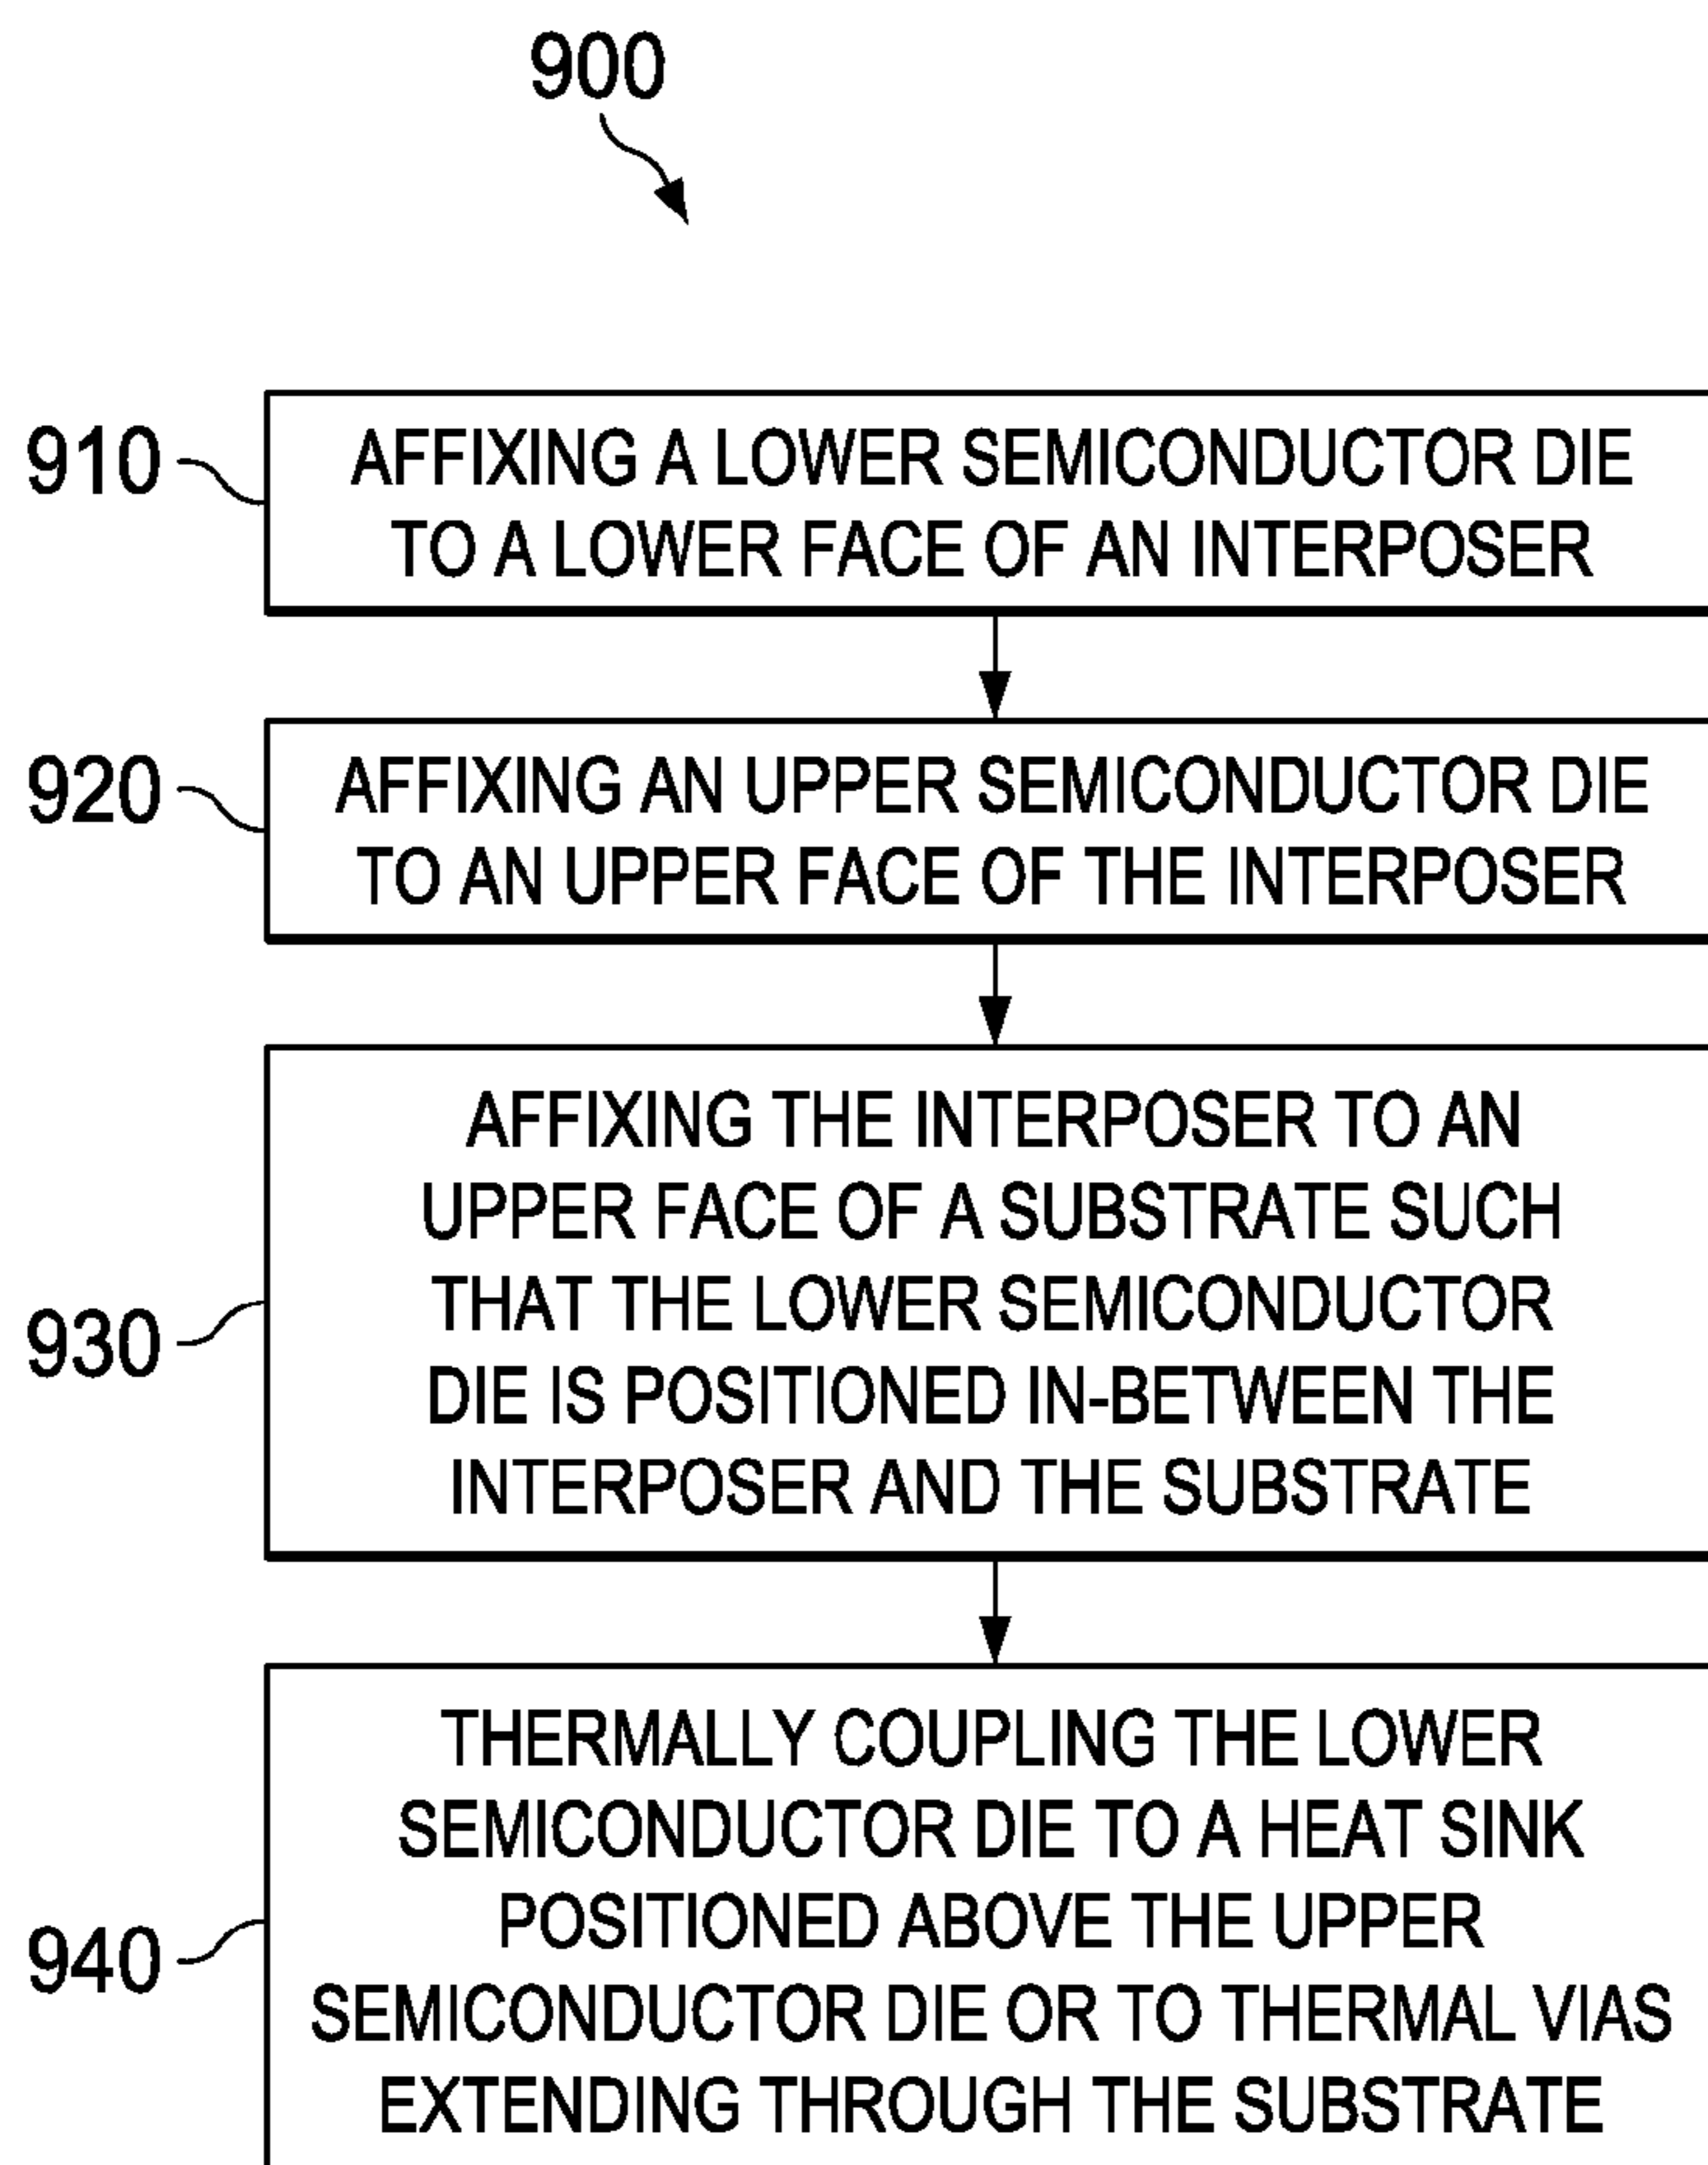 900
910
AFFIXING A LOWER SEMICONDUCTOR DIE
TO A LOWER FACE OF AN INTERPOSER
920
AFFIXING AN UPPER SEMICONDUCTOR DIE
TO AN UPPER FACE OF THE INTERPOSER
930
AFFIXING THE INTERPOSER TO AN
UPPER FACE OF A SUBSTRATE SUCH
THAT THE LOWER SEMICONDUCTOR
DIE IS POSITIONED IN-BETWEEN THE
INTERPOSER AND THE SUBSTRATE
940
THERMALLY COUPLING THE LOWER
SEMICONDUCTOR DIE TO A HEAT SINK
POSITIONED ABOVE THE UPPER
SEMICONDUCTOR DIE OR TO THERMAL VIAS
EXTENDING THROUGH THE SUBSTRATE